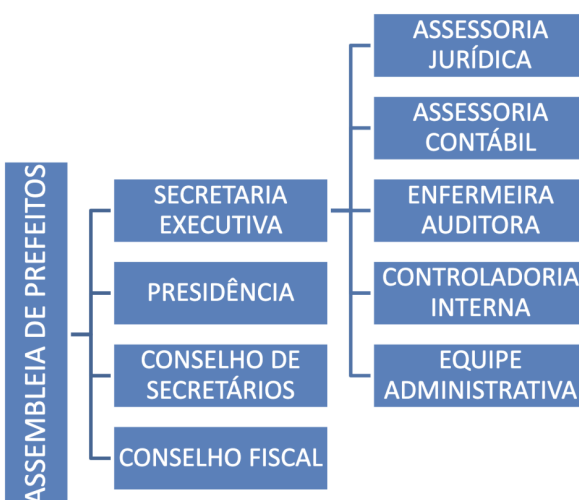 ASSEMBLEIA DE PREFEITOS
SECRETARIA
EXECUTIVA
PRESIDÊNCIA
CONSELHO DE
SECRETÁRIOS
CONSELHO FISCAL
ASSESSORIA
JURÍDICA
ASSESSORIA
CONTÁBIL
ENFERMEIRA
AUDITORA
CONTROLADORIA
INTERNA
EQUIPE
ADMINISTRATIVA